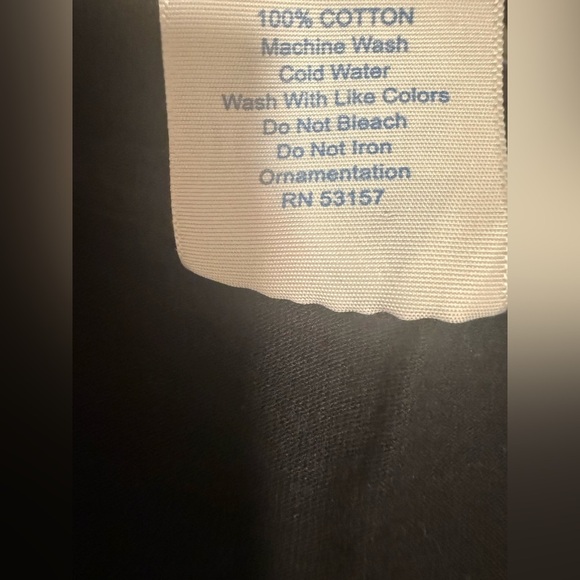 100% COTTON
Machine Wash
Cold Water
Wash With Like Colors
Do Not Bleach
Do Not Iron
Ornamentation
RN 53157